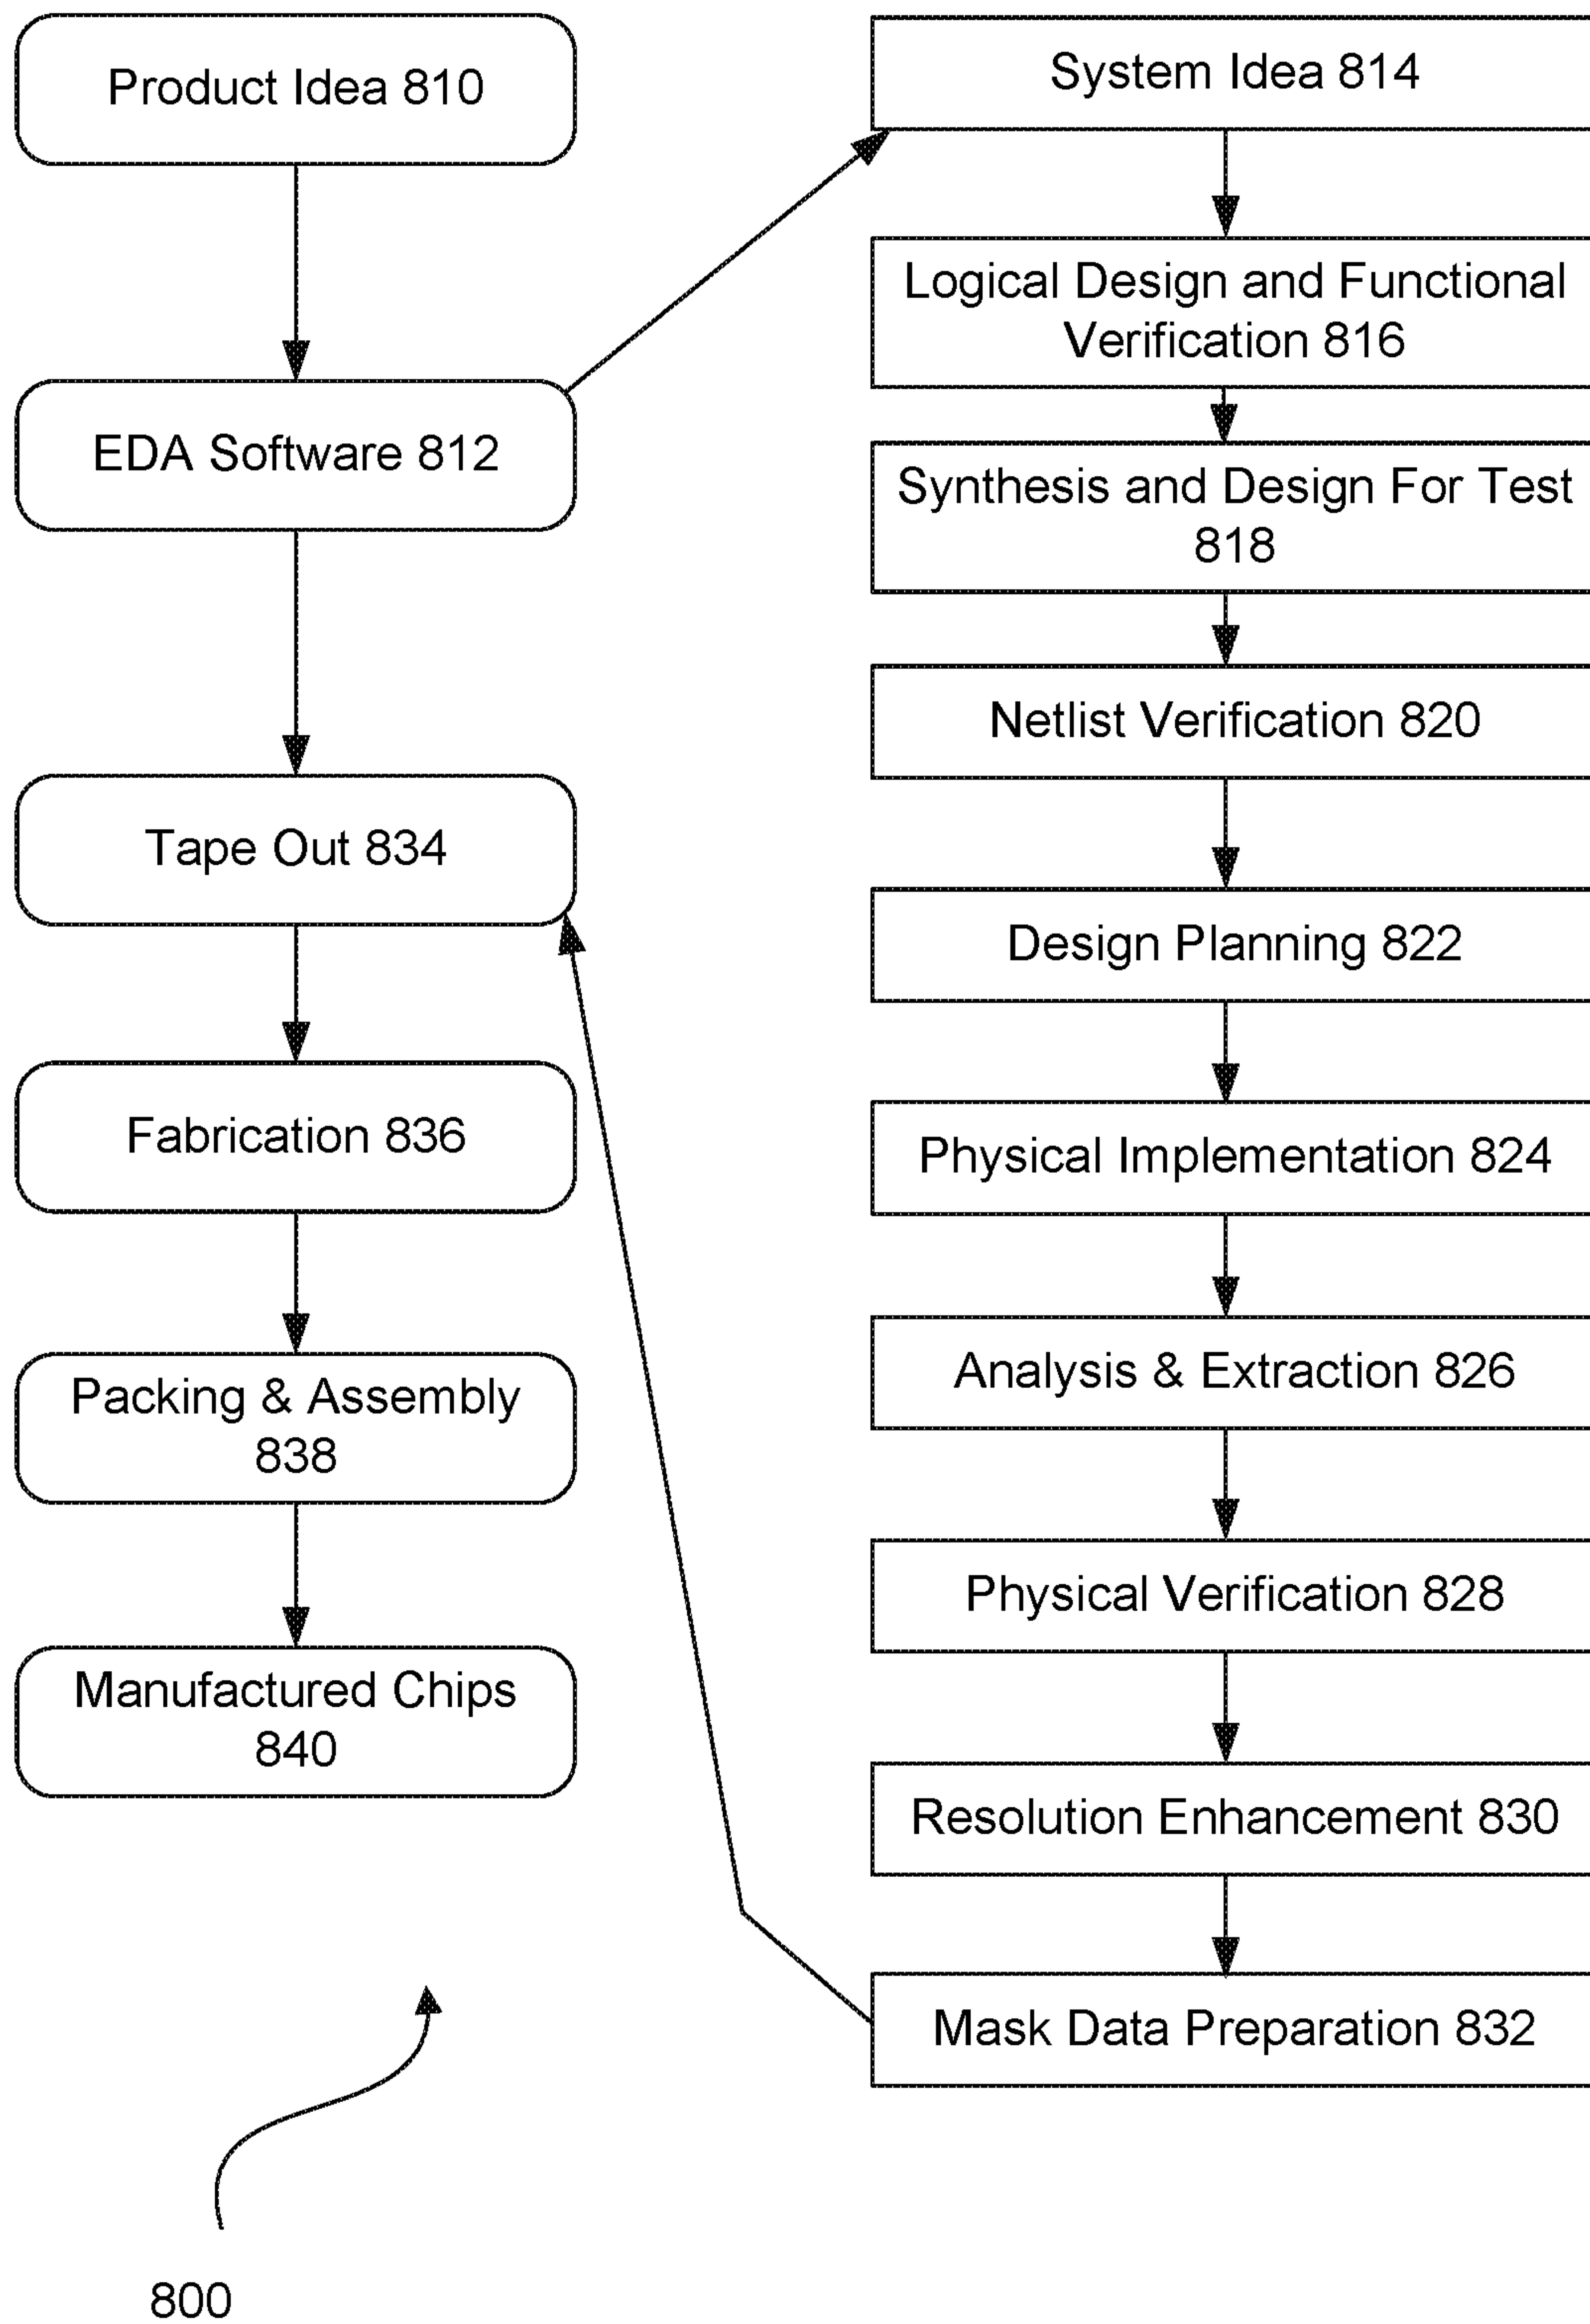 Product Idea 810
EDA Software 812
Tape Out 834
Fabrication 836
Packing & Assembly
838
Manufactured Chips
840
800
System Idea 814
Logical Design and Functional
Verification 816
Synthesis and Design For Test
818
Netlist Verification 820
Design Planning 822
Physical Implementation 824
Analysis & Extraction 826
Physical Verification 828
Resolution Enhancement 830
Mask Data Preparation 832